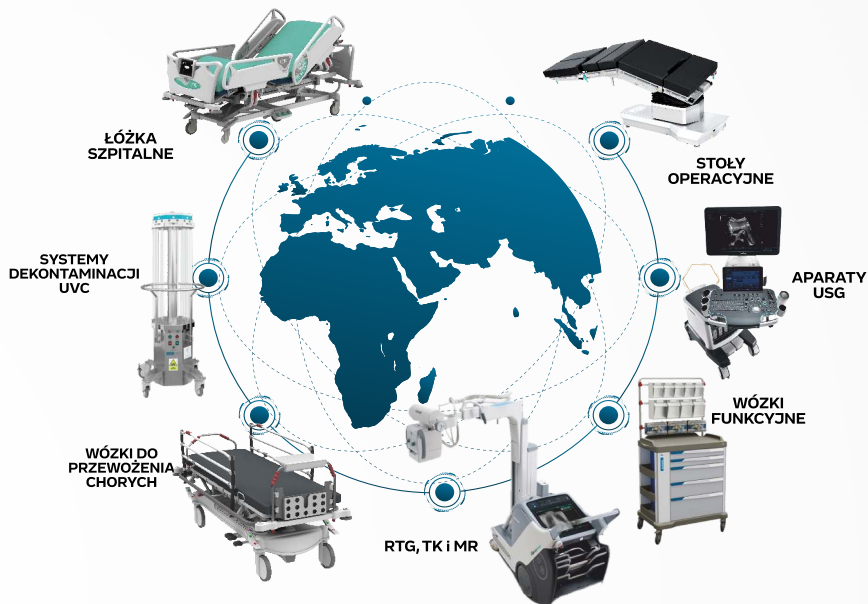 ŁÓŻKA
SZPITALNE
STOŁY
OPERACYJNE
SYSTEMY
DEKONTAMINACJI
UVC
APARATY
USG
WÓZKI
FUNKCYJNE
WÓZKI DO
PRZEWOŻENIA
CHORYCH
RTG, TK i MR